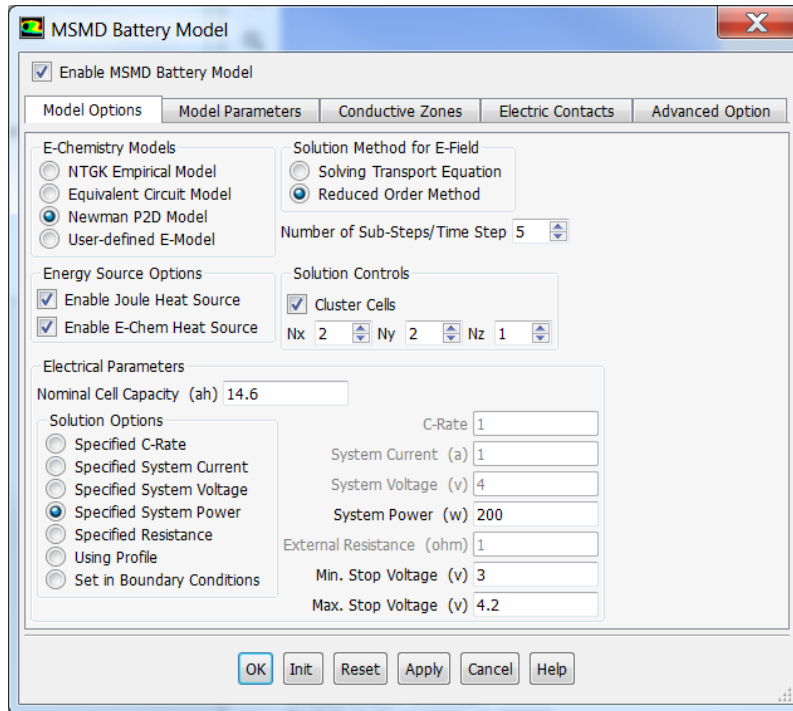 MSMD Battery Model
Enable MSMD Battery Model
Model Options Model Parameters Conductive Zones Electric Contacts Advanced Option
E-Chemistry Models
NTGK Empirical Model
Equivalent Circuit Model
Newman P2D Model
User-defined E-Model
Solution Method for E-Field
Solving Transport Equation
Reduced Order Method
Number of Sub-Steps/Time Step 5
Energy Source Options
Enable Joule Heat Source
Enable E-Chem Heat Source
Solution Controls
Cluster Cells
Nx 2 Ny 2 Nz 1
Electrical Parameters
Nominal Cell Capacity (ah) 14.6
Solution Options
Specified C-Rate
Specified System Current
Specified System Voltage
Specified System Power
Specified Resistance
Using Profile
Set in Boundary Conditions
C-Rate 1
System Current (a) 1
System Voltage (v) 4
System Power (w) 200
External Resistance (ohm) 1
Min. Stop Voltage (v) 3
Max. Stop Voltage (v) 4.2
OK Init Reset Apply Cancel Help